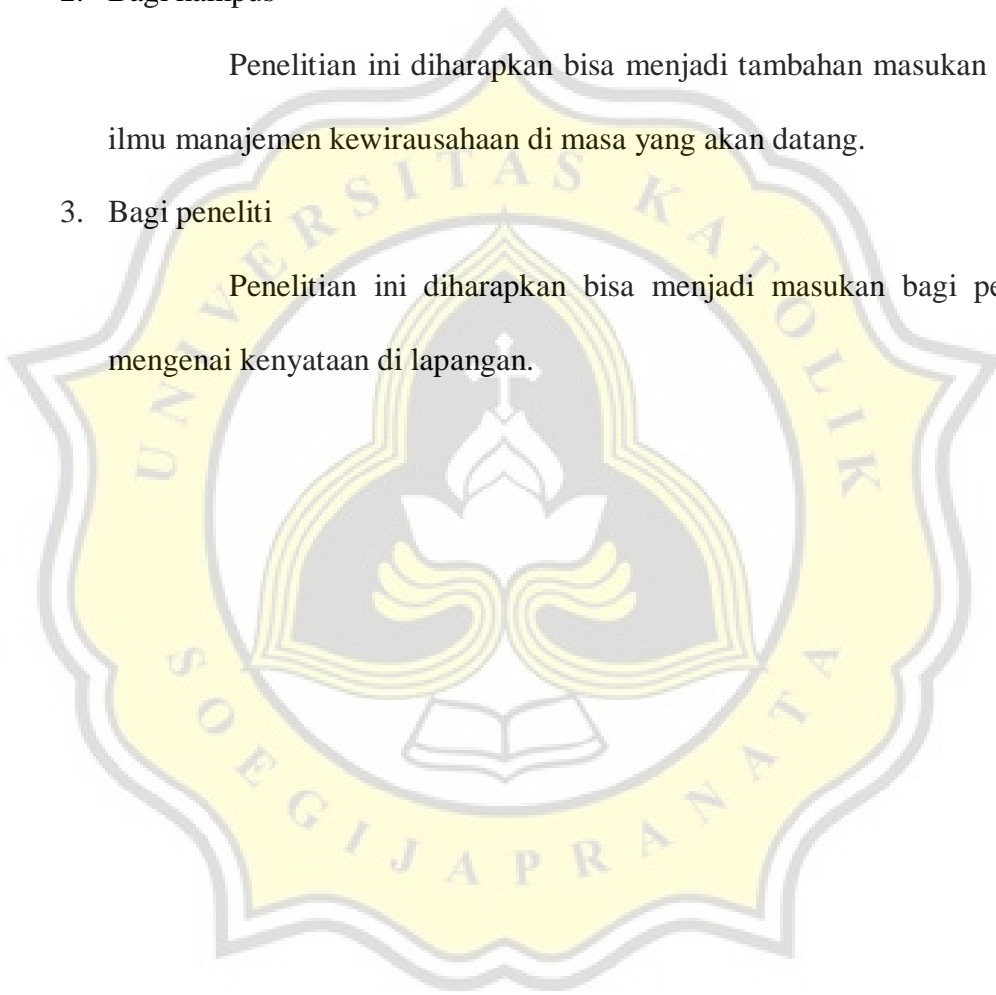 2. Bagi kampus
Penelitian ini diharapkan bisa menjadi tambahan masukan
ilmu manajemen kewirausahaan di masa yang akan datang.
3. Bagi peneliti
Penelitian ini diharapkan bisa menjadi masukan bagi
mengenai kenyataan di lapangan.
UNIVERSITAS KATOLIK
SOEGIJAPRANATA